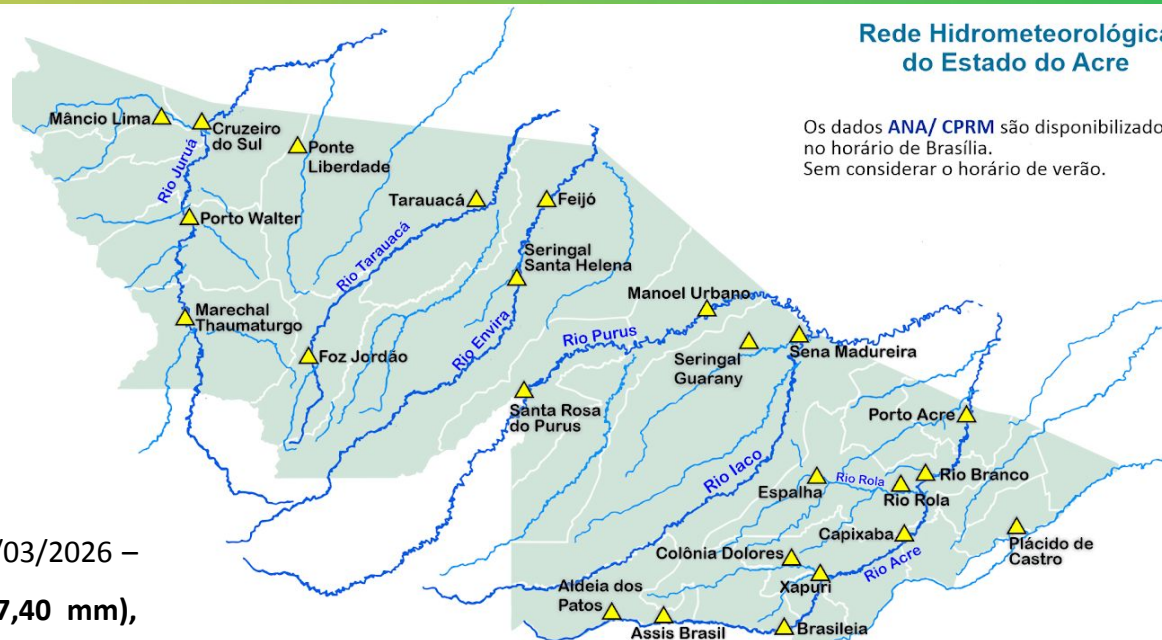 Rede Hidrometeorológica
do Estado do Acre
Os dados ANA/ CPRM são disponibilizado
no horário de Brasília.
Sem considerar o horário de verão.
Mâncio Lima
Cruzeiro
do Sul
Ponte
Liberdade
Rio Juruá
Porto Walter
Tarauacá
Feijó
Rio Tarauacá
Seringal
Santa Helena
Marechal
Thaumaturgo
Foz Jordão
Rio Envira
Manoel Urbano
Rio Purus
Seringal
Guarany
Sena Madureira
Santa Rosa
do Purus
Porto Acre
Rio Iaco
Espalha
Rio Rola
Rio Rola
Rio Branco
Capixaba
Plácido de
Castro
Colônia Dolores
Rio Acre
Xapuri
Aldeia dos
Patos
Assis Brasil
Brasileia
/03/2026 –
7,40 mm),